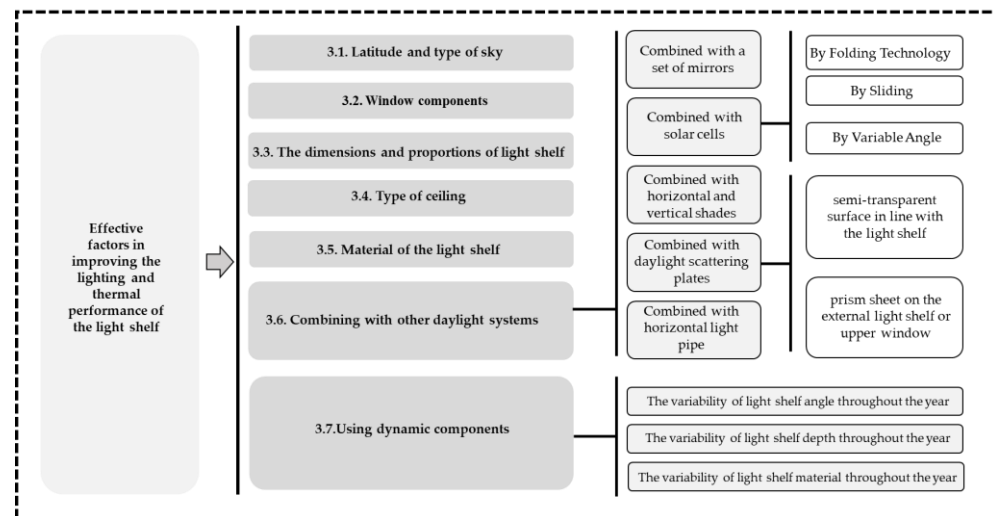 Effective
factors in
improving the
lighting and
thermal
performance of
the light shelf
3.1. Latitude and type of sky
3.2. Window components
3.3. The dimensions and proportions of light shelf
3.4. Type of ceiling
3.5. Material of the light shelf
3.6. Combining with other daylight systems
3.7.Using dynamic components
Combined with a
set of mirrors
Combined with
solar cells
Combined with
horizontal and
vertical shades
Combined with
daylight scattering
plates
Combined with
horizontal light
pipe
By Folding Technology
By Sliding
By Variable Angle
semi-transparent
surface in line with
the light shelf
prism sheet on the
external light shelf or
upper window
The variability of light shelf angle throughout the year
The variability of light shelf depth throughout the year
The variability of light shelf material throughout the year